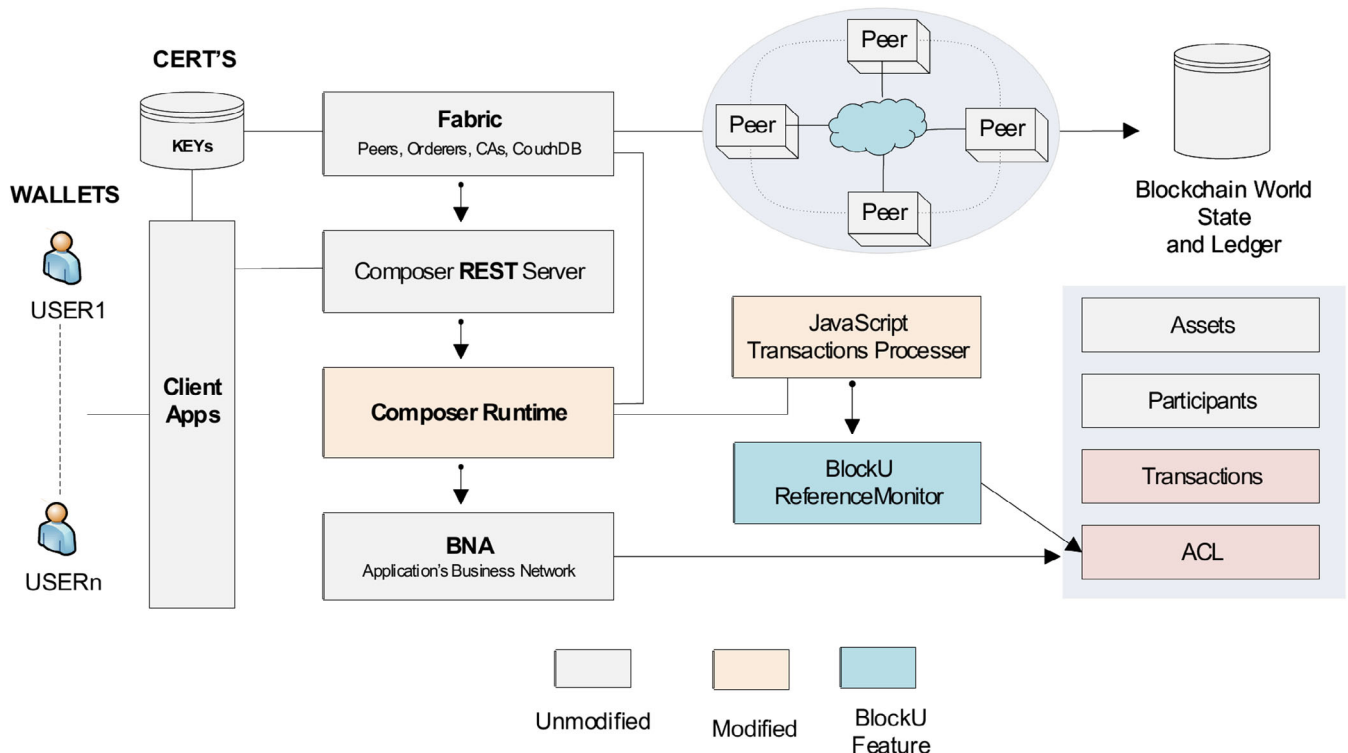 CERT'S
KEYs
WALLETS
USER1
USERn
Client
Apps
Fabric
Peers, Orderers, CAs, CouchDB
Composer REST Server
Composer Runtime
BNA
Application's Business Network
Peer
Peer
Peer
Peer
Blockchain World
State
and Ledger
JavaScript
Transactions Processer
BlockU
ReferenceMonitor
Assets
Participants
Transactions
ACL
Unmodified
Modified
BlockU
Feature